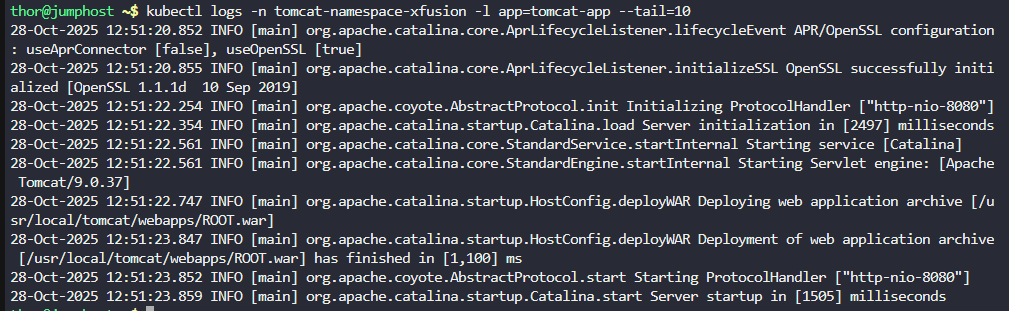 thor@jumphost ~$ kubectl logs -n tomcat-namespace-xfusion -l app=tomcat-app --tail=10
28-Oct-2025 12:51:20.852 INFO [main] org.apache.catalina.core.AprLifecycleListener.lifecycleEvent APR/OpenSSL configuration
: useAprConnector [false], useOpenSSL [true]
28-Oct-2025 12:51:20.855 INFO [main] org.apache.catalina.core.AprLifecycleListener.initializeSSL OpenSSL successfully initi
alized [OpenSSL 1.1.1d  10 Sep 2019]
28-Oct-2025 12:51:22.254 INFO [main] org.apache.coyote.AbstractProtocol.init Initializing ProtocolHandler ["http-nio-8080"]
28-Oct-2025 12:51:22.354 INFO [main] org.apache.catalina.startup.Catalina.load Server initialization in [2497] milliseconds
28-Oct-2025 12:51:22.561 INFO [main] org.apache.catalina.core.StandardService.startInternal Starting service [Catalina]
28-Oct-2025 12:51:22.561 INFO [main] org.apache.catalina.core.StandardEngine.startInternal Starting Servlet engine: [Apache
 Tomcat/9.0.37]
28-Oct-2025 12:51:22.747 INFO [main] org.apache.catalina.startup.HostConfig.deployWAR Deploying web application archive [/u
sr/local/tomcat/webapps/ROOT.war]
28-Oct-2025 12:51:23.847 INFO [main] org.apache.catalina.startup.HostConfig.deployWAR Deployment of web application archive
 [/usr/local/tomcat/webapps/ROOT.war] has finished in [1,100] ms
28-Oct-2025 12:51:23.852 INFO [main] org.apache.coyote.AbstractProtocol.start Starting ProtocolHandler ["http-nio-8080"]
28-Oct-2025 12:51:23.859 INFO [main] org.apache.catalina.startup.Catalina.start Server startup in [1505] milliseconds
thor@jumphost ~$